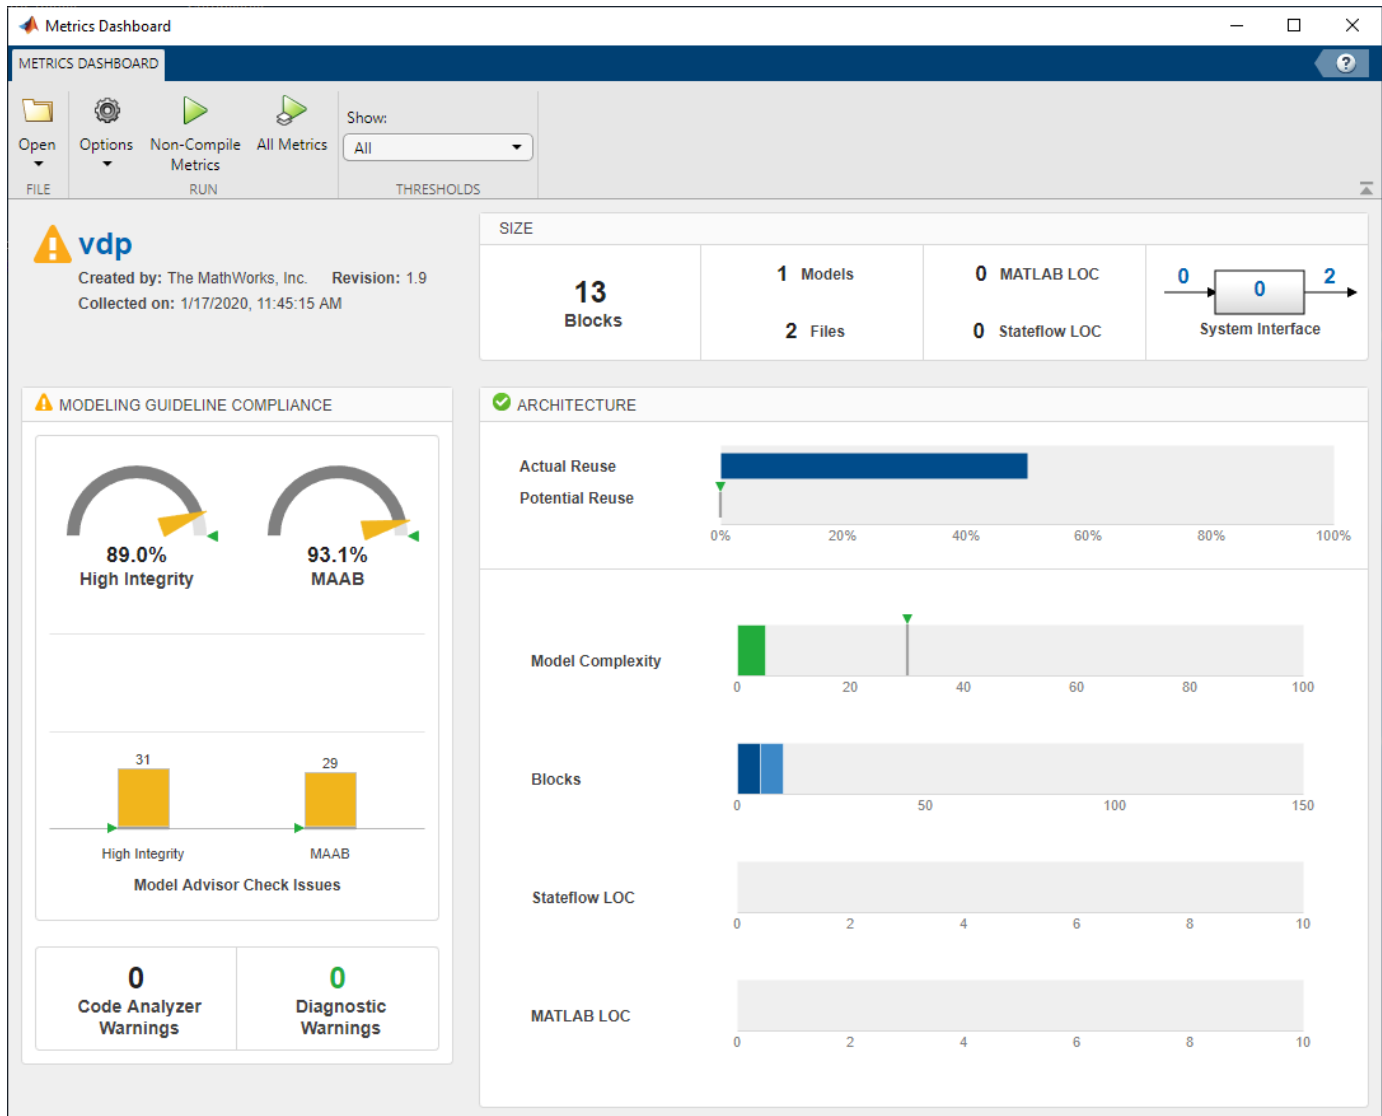 Metrics Dashboard
METRICS DASHBOARD
?
Open
Options
Non-Compile
Metrics
All Metrics
Show:
All
FILE
RUN
THRESHOLDS
vdp
Created by: The MathWorks, Inc. Revision: 1.9
Collected on: 1/17/2020, 11:45:15 AM
SIZE
13
Blocks
1 Models
2 Files
0 MATLAB LOC
0 Stateflow LOC
0 0 2
System Interface
MODELING GUIDELINE COMPLIANCE
89.0%
High Integrity
93.1%
MAAB
31
29
High Integrity
MAAB
Model Advisor Check Issues
0
Code Analyzer
Warnings
0
Diagnostic
Warnings
ARCHITECTURE
Actual Reuse
Potential Reuse
0% 20% 40% 60% 80% 100%
Model Complexity
0 20 40 60 80 100
Blocks
0 50 100 150
Stateflow LOC
0 2 4 6 8 10
MATLAB LOC
0 2 4 6 8 10